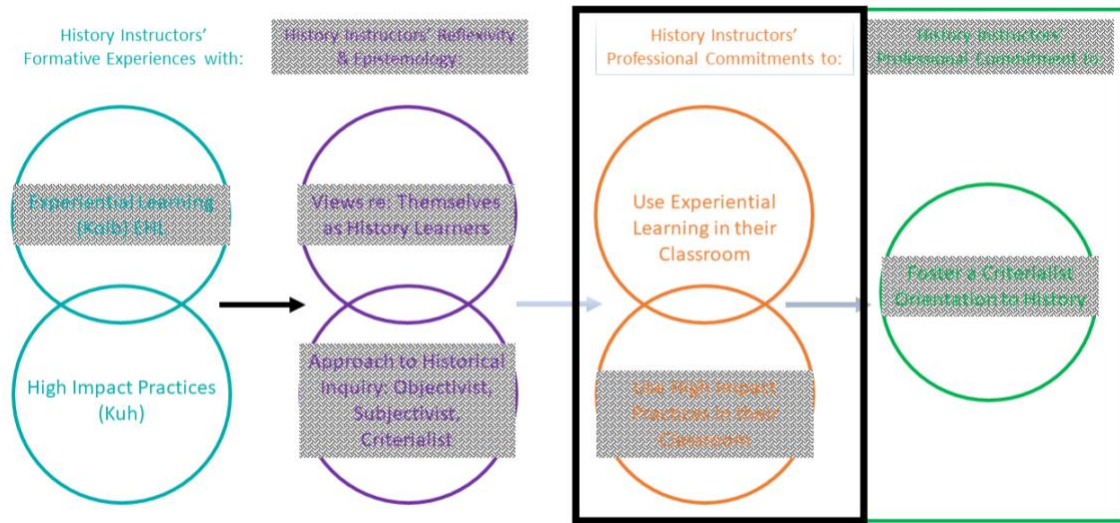 History Instructors'
Formative Experiences with:
History Instructors' Reflexivity
& Epistemology:
History Instructors'
Professional Commitments to:
History Instructors'
Professional Commitment to:
Experiential Learning
(Kolb) EHL
High Impact Practices
(Kuh)
Views re: Themselves
as History Learners
Approach to Historical
Inquiry: Objectivist,
Subjectivist,
Criterialist
Use Experiential
Learning in their
Classroom
Use High Impact
Practices in their
Classroom
Foster a Criterialist
Orientation to History